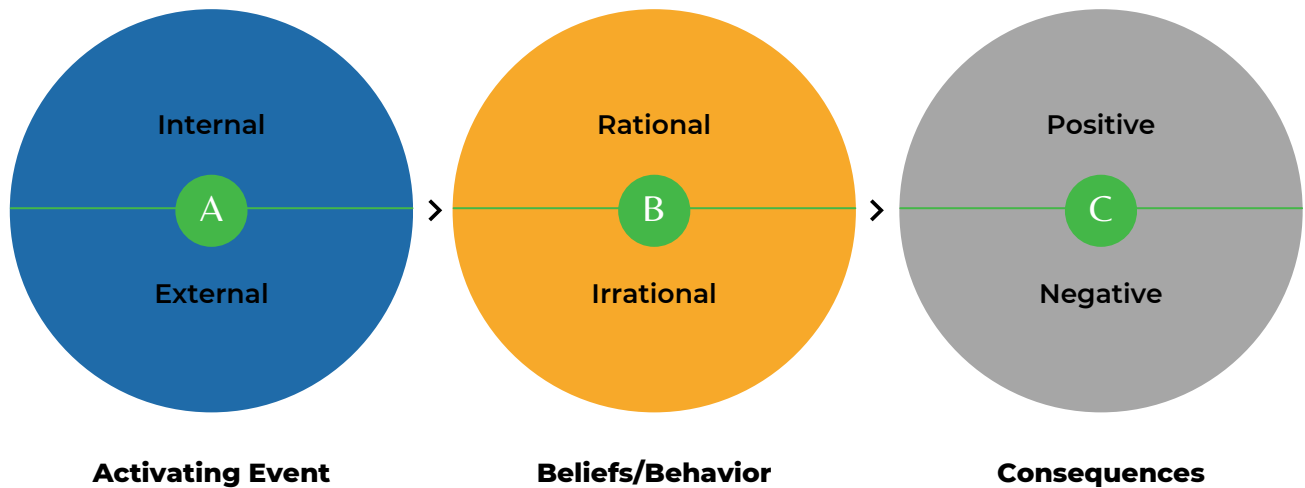 Internal
A
External
Activating Event
>
Rational
B
Irrational
Beliefs/Behavior
>
Positive
C
Negative
Consequences